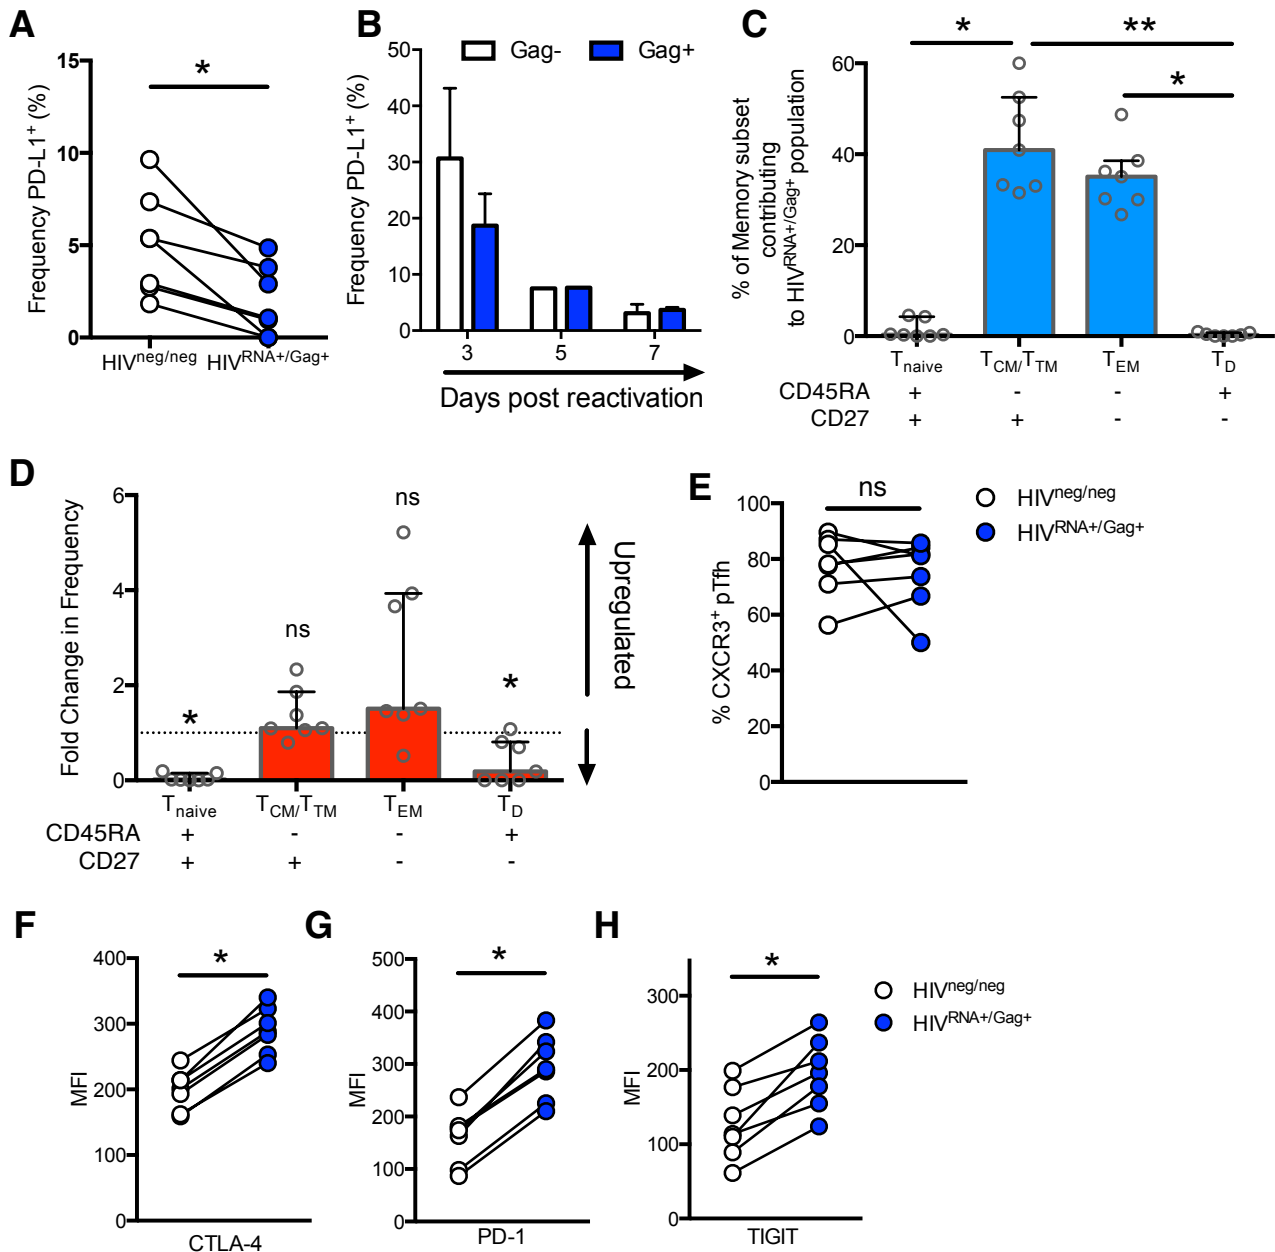 A
15
10
5
0
Frequency PD-L1+ (%)
*
HIVneg/neg
HIVRNA+/Gag+
B
50
40
30
20
10
0
Frequency PD-L1+ (%)
Gag-
Gag+
3
5
7
Days post reactivation
C
60
40
20
0
% of Memory subset
contributing
to HIVRNA+/Gag+ population
*
**
*
Tnaive
TCM/TTM
TEM
TD
CD45RA + - - +
CD27 + + - -
D
6
4
2
0
Fold Change in Frequency
*
ns
ns
*
Upregulated
Tnaive
TCM/TTM
TEM
TD
CD45RA + - - +
CD27 + + - -
E
100
80
60
40
20
0
% CXCR3+ pTfh
ns
HIVneg/neg
HIVRNA+/Gag+
F
400
300
200
100
0
MFI
*
CTLA-4
G
500
400
300
200
100
0
MFI
*
PD-1
H
300
200
100
0
MFI
*
TIGIT
HIVneg/neg
HIVRNA+/Gag+